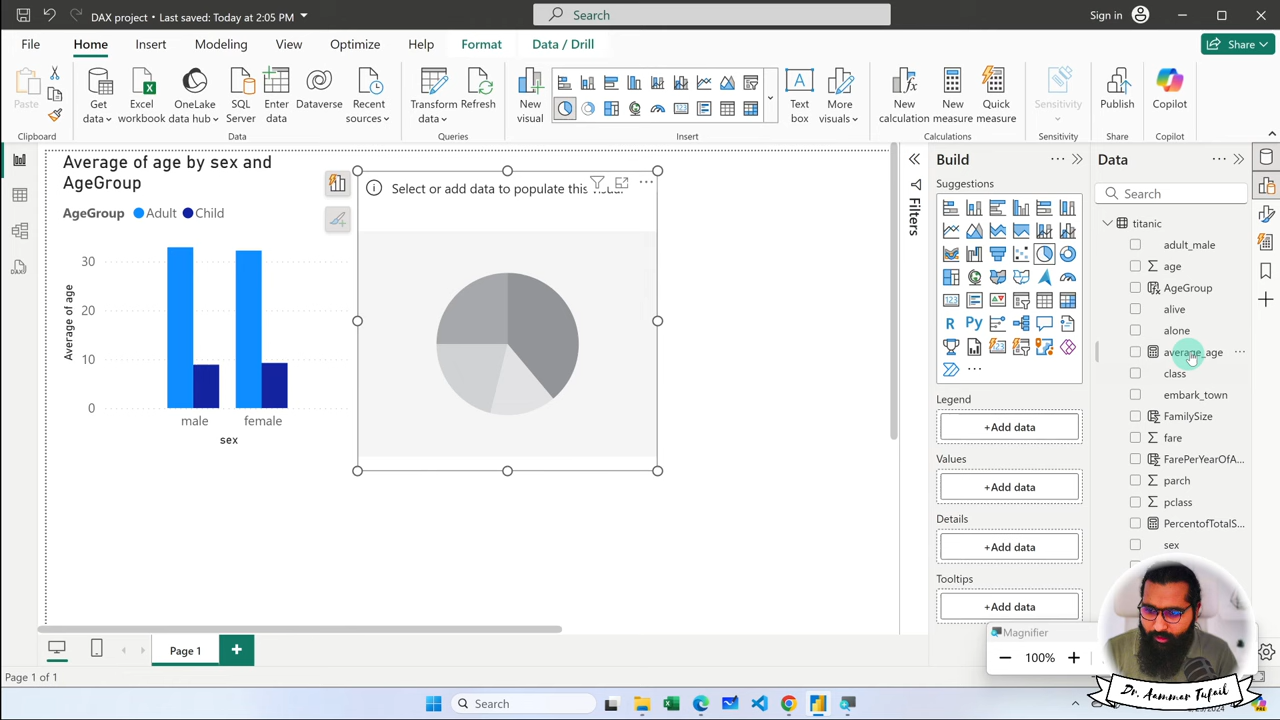 DAX project • Last saved: Today at 2:05 PM
Search
Sign in
File
Home
Insert
Modeling
View
Optimize
Help
Format
Data / Drill
Share
Paste
Get data
Excel workbook
OneLake data hub
SQL Server
Enter data
Dataverse
Recent sources
Transform data
Refresh
New visual
Text box
More visuals
New calculation
New measure
Quick measure
Sensitivity
Publish
Copilot
Clipboard
Data
Queries
Insert
Calculations
Sensitivity
Share
Copilot
Average of age by sex and
AgeGroup
AgeGroup Adult Child
Average of age
30
20
10
0
male
female
sex
Select or add data to populate this visual.
Filters
Build
Suggestions
R
Py
123
Legend
+Add data
Values
+Add data
Details
+Add data
Tooltips
+Add data
Data
Search
titanic
adult_male
age
AgeGroup
alive
alone
average_age
class
embark_town
FamilySize
fare
FarePerYearOfA...
parch
pclass
PercentofTotalS...
sex
Magnifier
100%
Page 1
Page 1 of 1
Search
Dr. Aammar Tufail